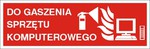 DO GASZENIA
SPRZĘTU
KOMPUTEROWEGO